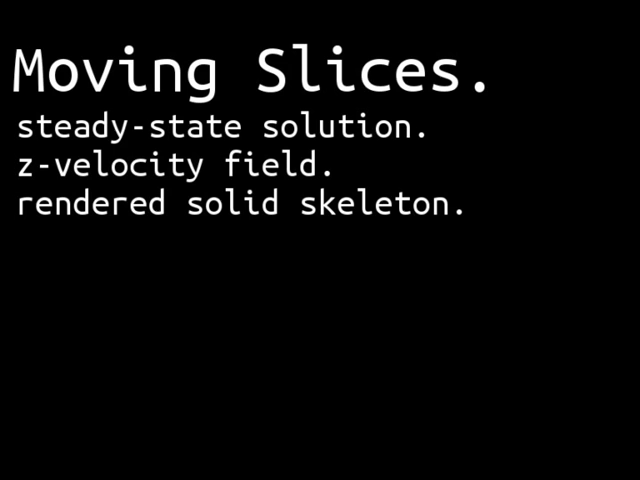 Moving Slices.
steady-state solution.
z-velocity field.
rendered solid skeleton.